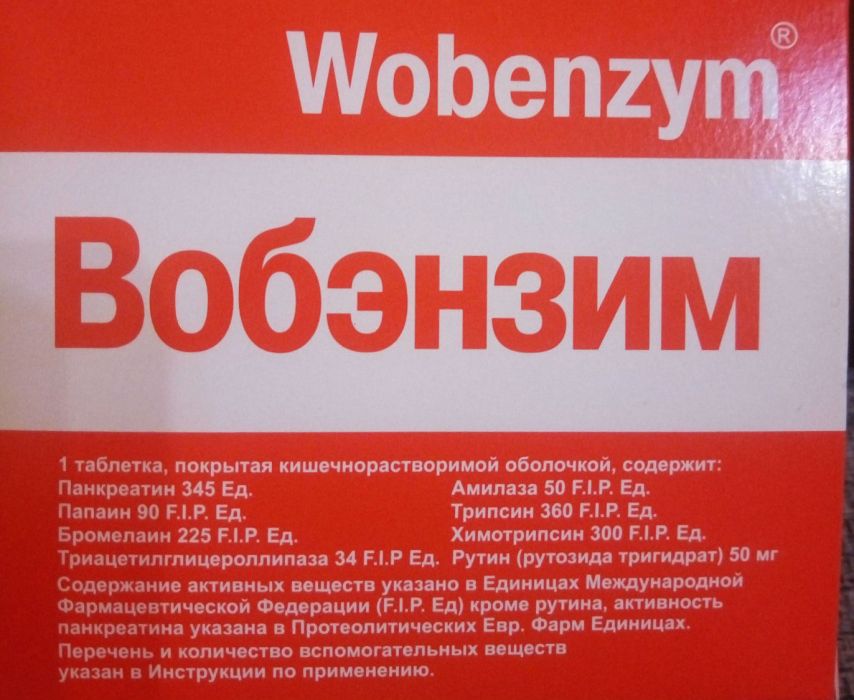 Wobenzym®
Вобэнзим
1 таблетка, покрытая кишечнорастворимой оболочкой, содержит:
Панкреатин 345 Ед. Амилаза 50 F.I.P. Ед.
Папаин 90 F.I.P. Ед. Трипсин 360 F.I.P. Ед.
Бромелаин 225 F.I.P. Ед. Химотрипсин 300 F.I.P. Ед.
Триацетилглицероллипаза 34 F.I.P Ед. Рутин (рутозида тригидрат) 50 мг
Содержание активных веществ указано в Единицах Международной
Фармацевтической Федерации (F.I.P. Ед) кроме рутина, активность
панкреатина указана в Протеолитических Евр. Фарм Единицах.
Перечень и количество вспомогательных веществ
указан в Инструкции по применению.